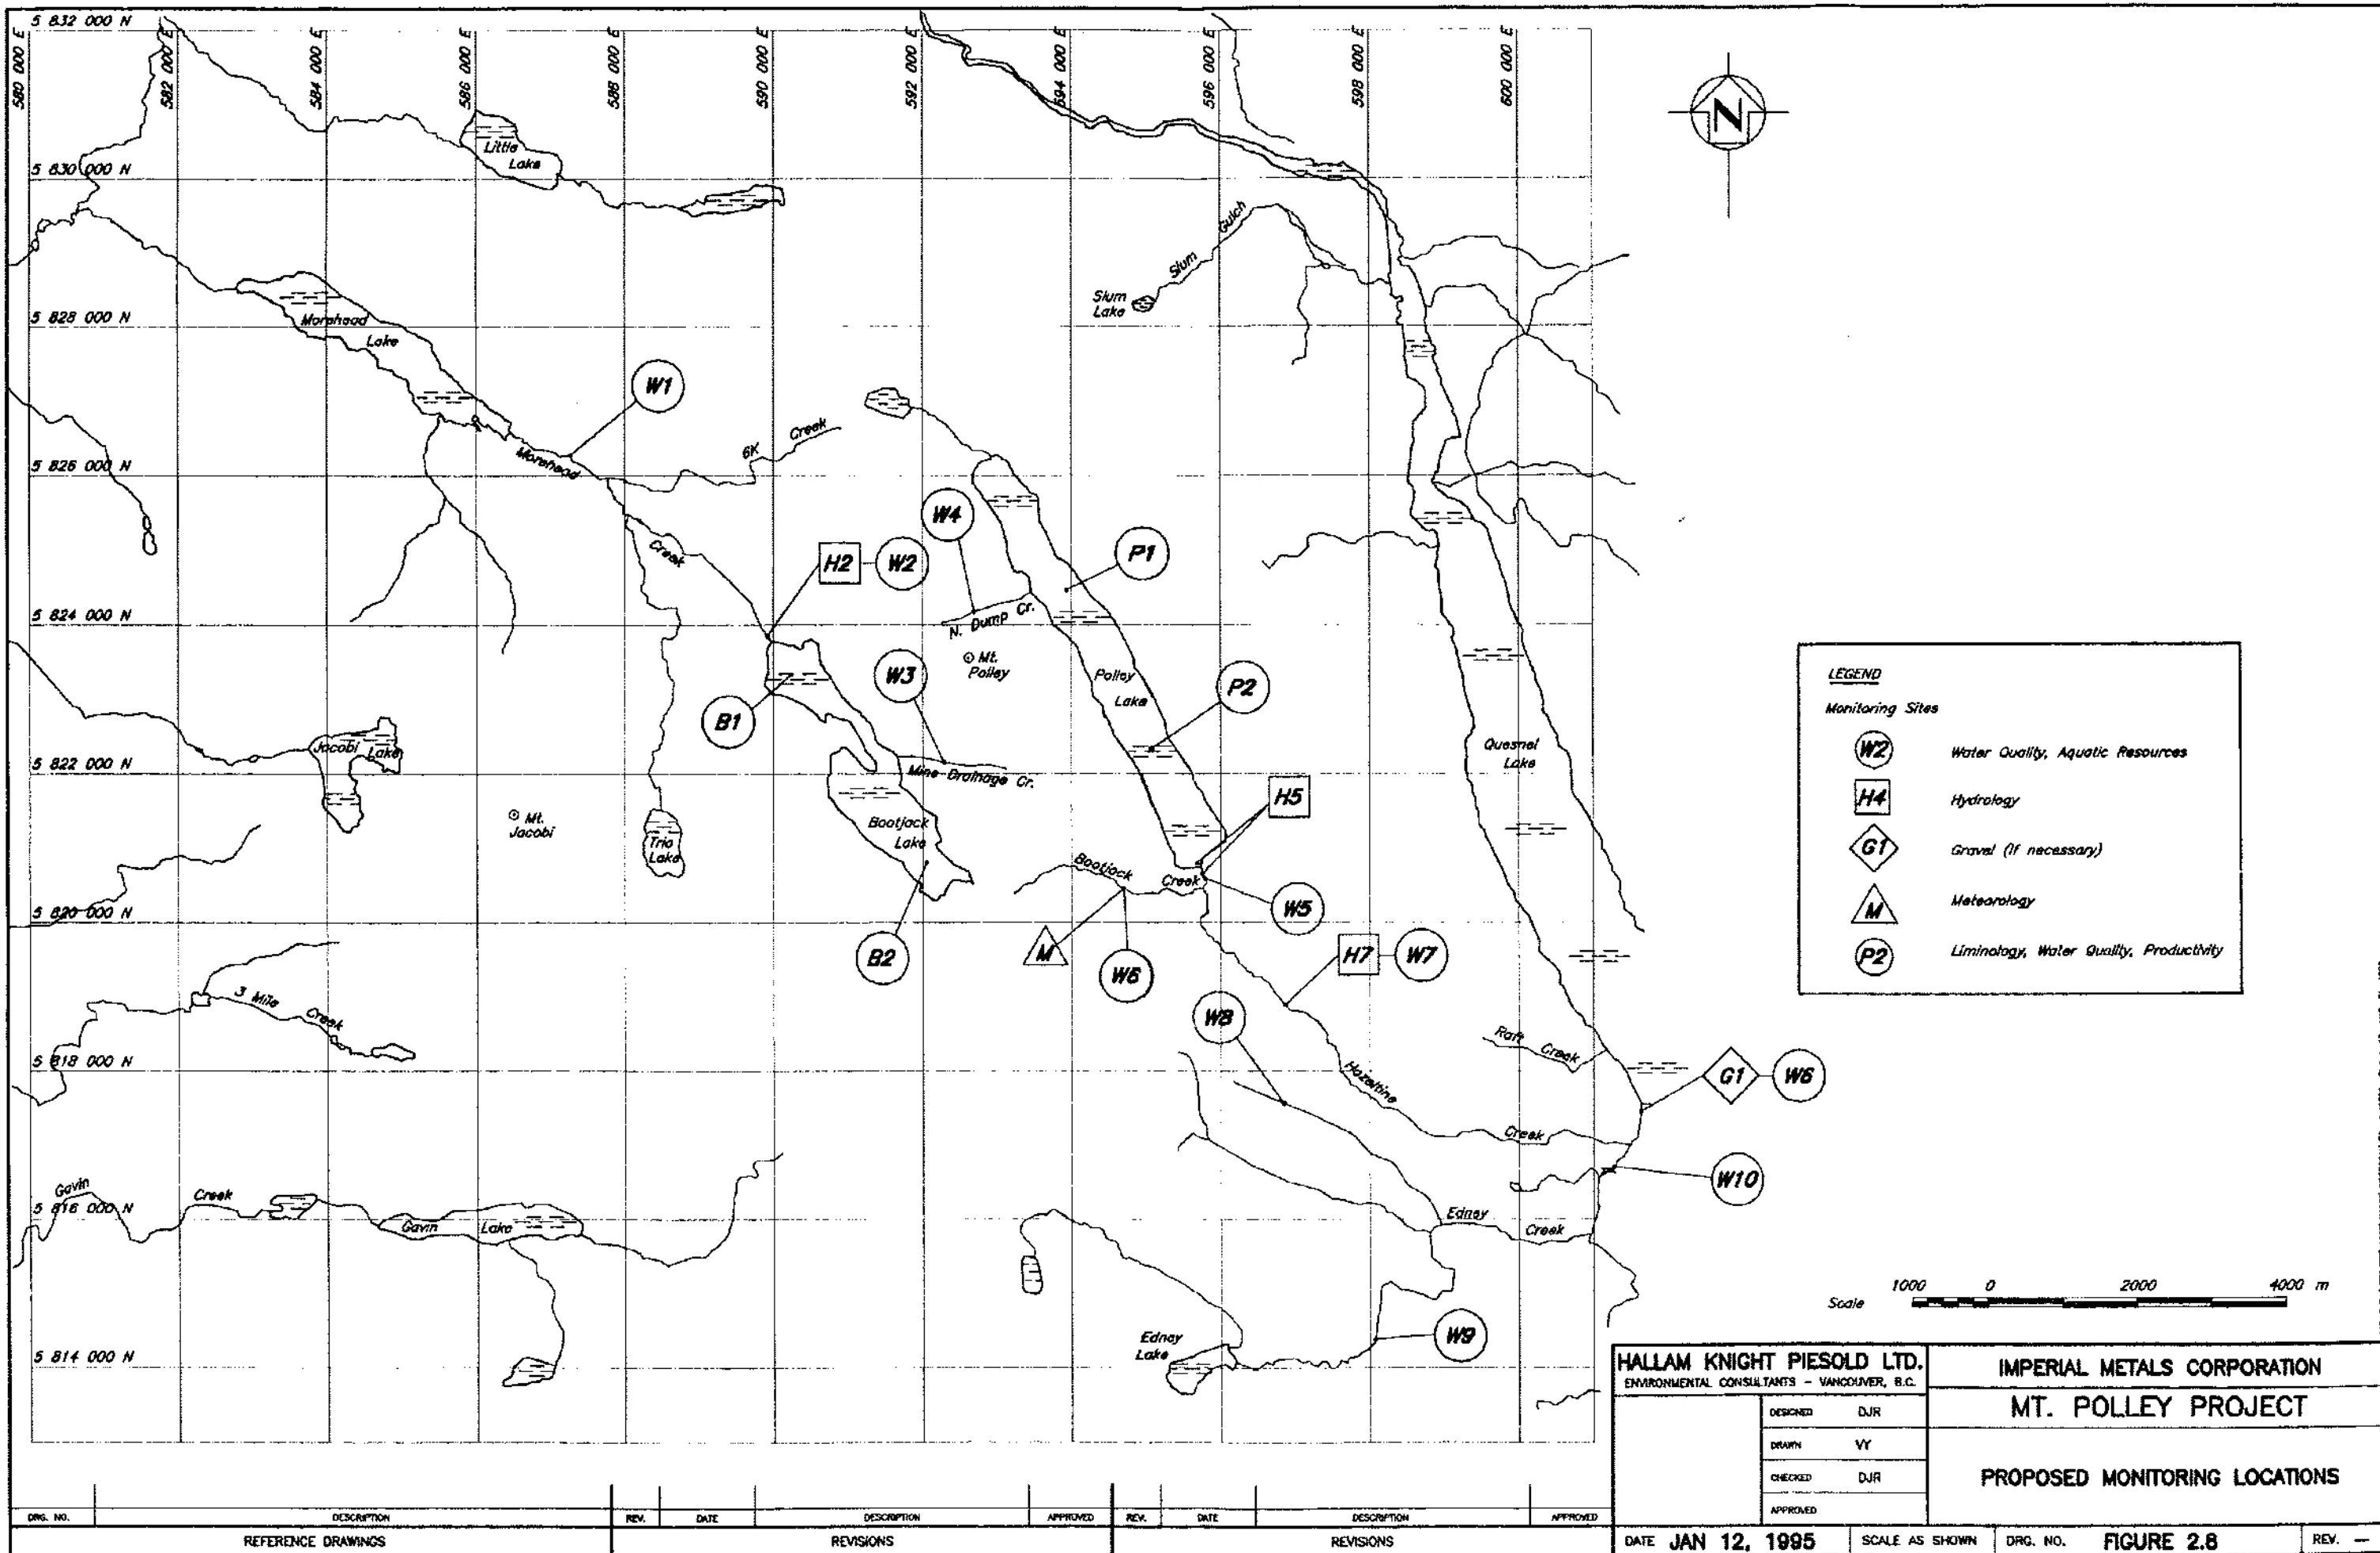 5 832 000 N
580 000 E
582 000 E
584 000 E
586 000 E
588 000 E
590 000 E
592 000 E
594 000 E
596 000 E
598 000 E
600 000 E
N
Little
Lake
5 830 000 N
Slum Gulch
Slum
Lake
5 828 000 N
Morehead
Lake
W1
6K Creek
5 826 000 N
Morehead
Creek
W4
H2
W2
P1
5 824 000 N
N. Dump Cr.
Mt.
Polley
W3
B1
Polley
Lake
P2
Quesnel
Lake
Jacobi Lake
5 822 000 N
Mine Drainage Cr.
H5
Mt.
Jacobi
Trio
Lake
Bootjack
Lake
Bootjack
Creek
5 820 000 N
W5
B2
M
W6
H7
W7
3 Mile
Creek
W8
Raft
Creek
5 818 000 N
Hazeltine
Creek
G1
W6
W10
Gavin
Creek
5 816 000 N
Gavin Lake
Edney
Creek
Edney
Lake
W9
5 814 000 N
LEGEND
Monitoring Sites
W2 Water Quality, Aquatic Resources
H4 Hydrology
G1 Gravel (if necessary)
M Meteorology
P2 Liminology, Water Quality, Productivity
1000 0 2000 4000 m
Scale
HALLAM KNIGHT PIESOLD LTD.
ENVIRONMENTAL CONSULTANTS - VANCOUVER, B.C.
IMPERIAL METALS CORPORATION
MT. POLLEY PROJECT
DESIGNED DJR
DRAWN VY
CHECKED DJR
APPROVED
PROPOSED MONITORING LOCATIONS
DRG. NO. DESCRIPTION REV. DATE DESCRIPTION APPROVED REV. DATE DESCRIPTION APPROVED
REFERENCE DRAWINGS REVISIONS REVISIONS
DATE JAN 12, 1995 SCALE AS SHOWN DRG. NO. FIGURE 2.8 REV. —